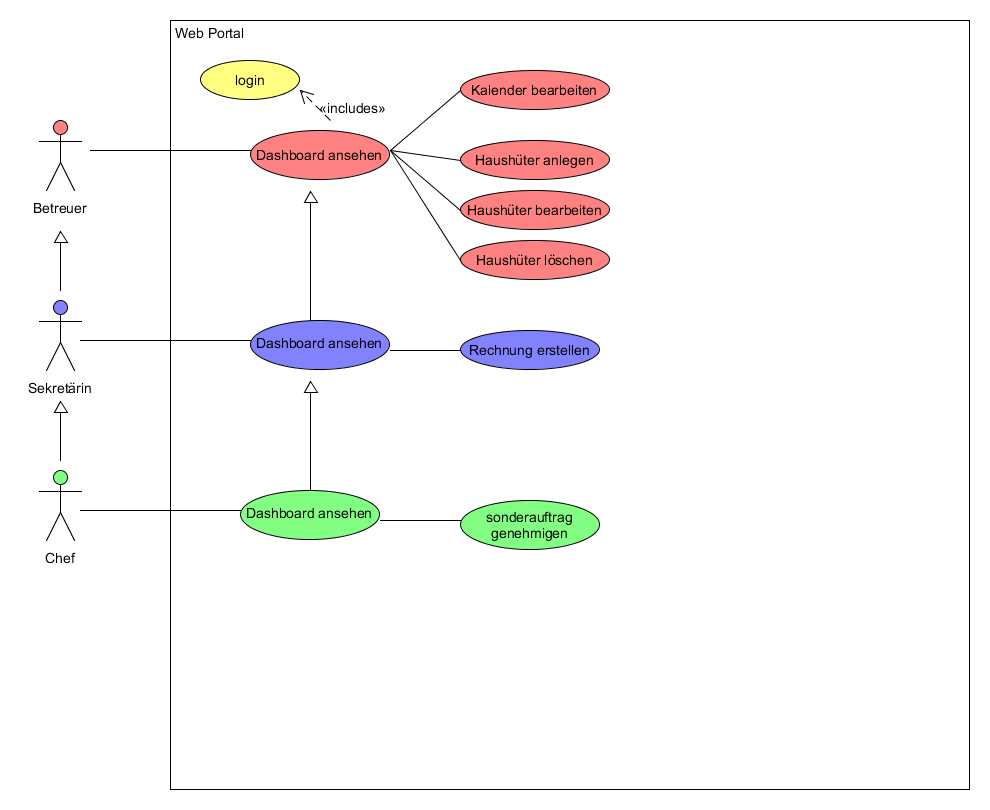 Web Portal
login
«includes»
Kalender bearbeiten
Dashboard ansehen
Haushüter anlegen
Betreuer
Haushüter bearbeiten
Haushüter löschen
Dashboard ansehen
Rechnung erstellen
Sekretärin
Dashboard ansehen
sonderauftrag
genehmigen
Chef